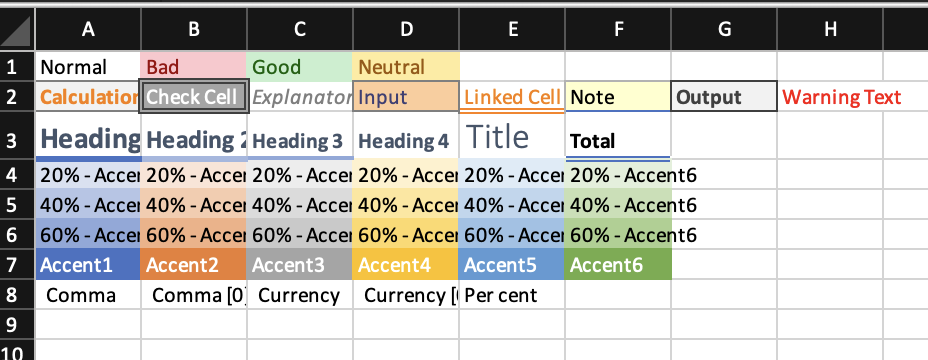 A B C D E F G H
1 Normal Bad Good Neutral
2 Calculation Check Cell Explanator Input Linked Cell Note Output Warning Text
3 Heading Heading 2 Heading 3 Heading 4 Title Total
4 20% - Accer 20% - Accer 20% - Accer 20% - Accer 20% - Accer 20% - Accent6
5 40% - Accer 40% - Accer 40% - Accer 40% - Accer 40% - Accer 40% - Accent6
6 60% - Accer 60% - Accer 60% - Accer 60% - Accer 60% - Accer 60% - Accent6
7 Accent1 Accent2 Accent3 Accent4 Accent5 Accent6
8 Comma Comma [0] Currency Currency [0 Per cent
9
10